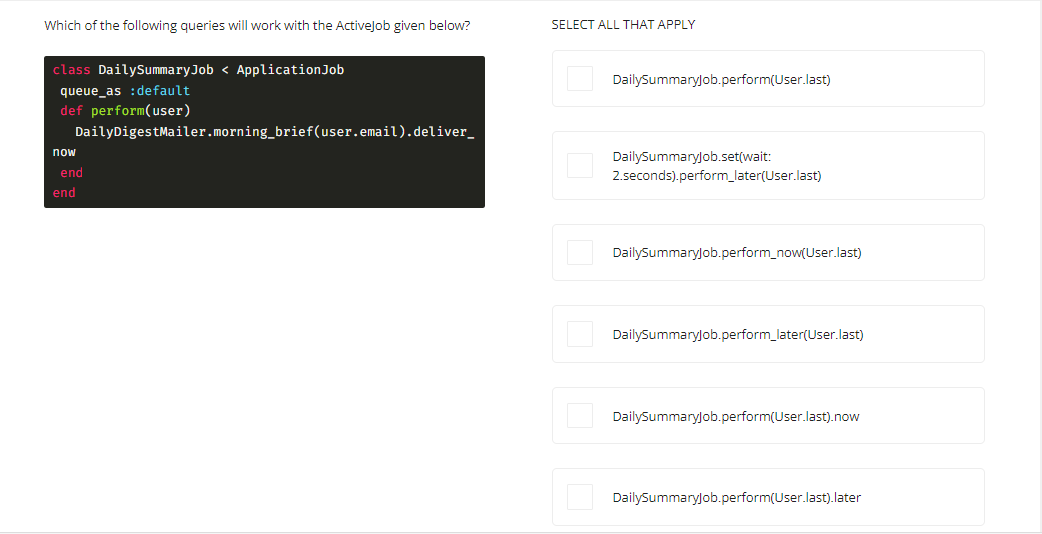 Which of the following queries will work with the ActiveJob given below?
class DailySummaryJob < ApplicationJob
queue_as :default
def perform(user)
DailyDigestMailer.morning_brief(user.email).deliver_
now
end
end
SELECT ALL THAT APPLY
DailySummaryJob.perform(User.last)
DailySummaryJob.set(wait:
2.seconds).perform_later(User.last)
DailySummaryJob.perform_now(User.last)
DailySummaryJob.perform_later(User.last)
DailySummaryJob.perform(User.last).now
DailySummaryJob.perform(User.last).later